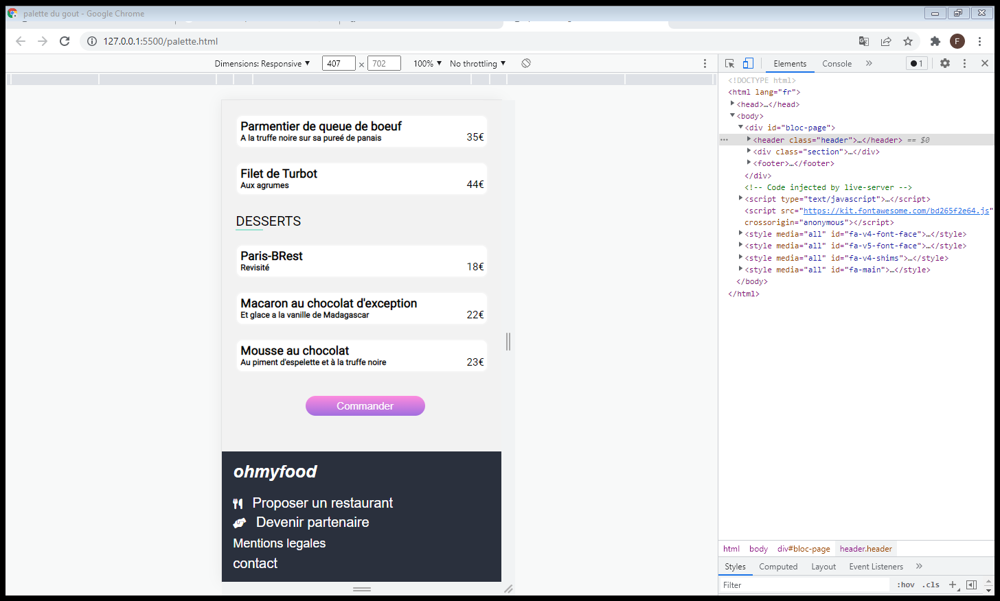 palette du gout - Google Chrome
127.0.0.1:5500/palette.html
F
Dimensions: Responsive ▼ 407 × 702 100% ▼ No throttling ▼
Elements Console » 1
Parmentier de queue de boeuf
A la truffe noire sur sa pureé de panais
35€
Filet de Turbot
Aux agrumes
44€
DESSERTS
Paris-BRest
Revisité
18€
Macaron au chocolat d'exception
Et glace a la vanille de Madagascar
22€
Mousse au chocolat
Au piment d'espelette et à la truffe noire
23€
Commander
ohmyfood
Proposer un restaurant
Devenir partenaire
Mentions legales
contact
<!DOCTYPE html>
<html lang="fr">
<head>…</head>
<body>
<div id="bloc-page">
<header class="header">…</header> == $0
<div class="section">…</div>
<footer>…</footer>
</div>
<!-- Code injected by live-server -->
<script type="text/javascript">…</script>
<script src="https://kit.fontawesome.com/bd265f2e64.js"
crossorigin="anonymous"></script>
<style media="all" id="fa-v4-font-face">…</style>
<style media="all" id="fa-v5-font-face">…</style>
<style media="all" id="fa-v4-shims">…</style>
<style media="all" id="fa-main">…</style>
</body>
</html>
html body div#bloc-page header.header
Styles Computed Layout Event Listeners »
Filter :hov .cls +